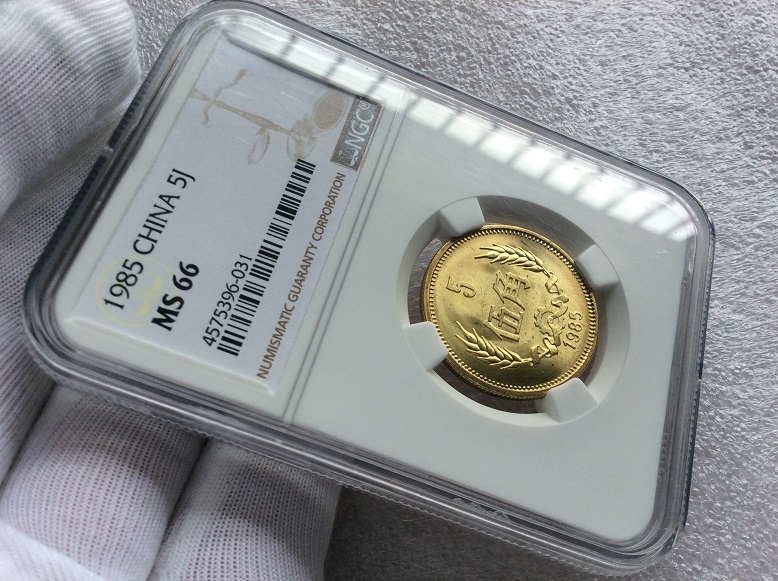 NGC
1985 CHINA 5J
MS 66
4575396-031
NUMISMATIC GUARANTY CORPORATION
5
伍角
1985